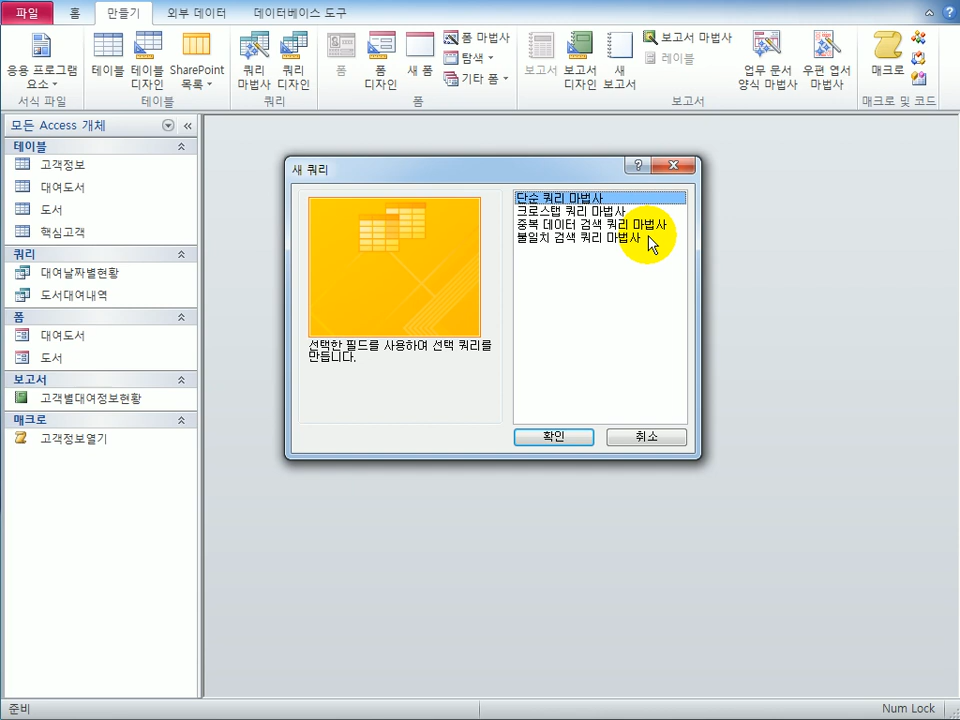 파일 홈 만들기 외부 데이터 데이터베이스 도구
응용 프로그램 요소
테이블
테이블 디자인
SharePoint 목록
쿼리 마법사
쿼리 디자인
폼
폼 디자인
새 폼
폼 마법사
탐색
기타 폼
보고서
보고서 디자인
새 보고서
보고서 마법사
레이블
업무 문서 양식 마법사
우편 엽서 마법사
매크로
서식 파일 테이블 쿼리 폼 보고서 매크로 및 코드
모든 Access 개체
테이블
고객정보
대여도서
도서
핵심고객
쿼리
대여날짜별현황
도서대여내역
폼
대여도서
도서
보고서
고객별대여정보현황
매크로
고객정보열기
새 쿼리
단순 쿼리 마법사
크로스탭 쿼리 마법사
중복 데이터 검색 쿼리 마법사
불일치 검색 쿼리 마법사
선택한 필드를 사용하여 선택 쿼리를
만듭니다.
확인 취소
준비 Num Lock